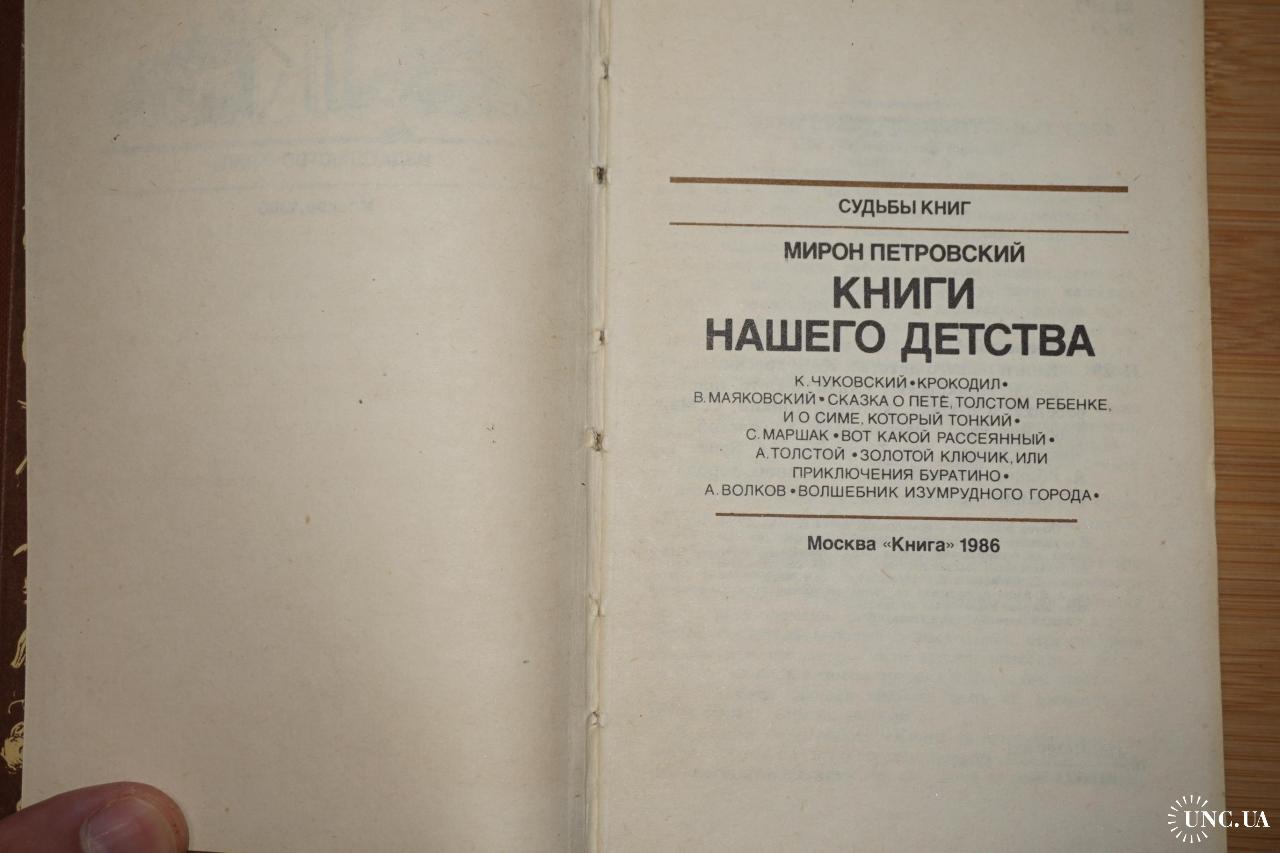 СУДЬБЫ КНИГ
МИРОН ПЕТРОВСКИЙ
КНИГИ
НАШЕГО ДЕТСТВА
К. ЧУКОВСКИЙ • КРОКОДИЛ •
В. МАЯКОВСКИЙ • СКАЗКА О ПЕТЕ, ТОЛСТОМ РЕБЕНКЕ,
И О СИМЕ, КОТОРЫЙ ТОНКИЙ •
С. МАРШАК • ВОТ КАКОЙ РАССЕЯННЫЙ •
А. ТОЛСТОЙ • ЗОЛОТОЙ КЛЮЧИК, ИЛИ
ПРИКЛЮЧЕНИЯ БУРАТИНО •
А. ВОЛКОВ • ВОЛШЕБНИК ИЗУМРУДНОГО ГОРОДА •
Москва «Книга» 1986
UNC.UA